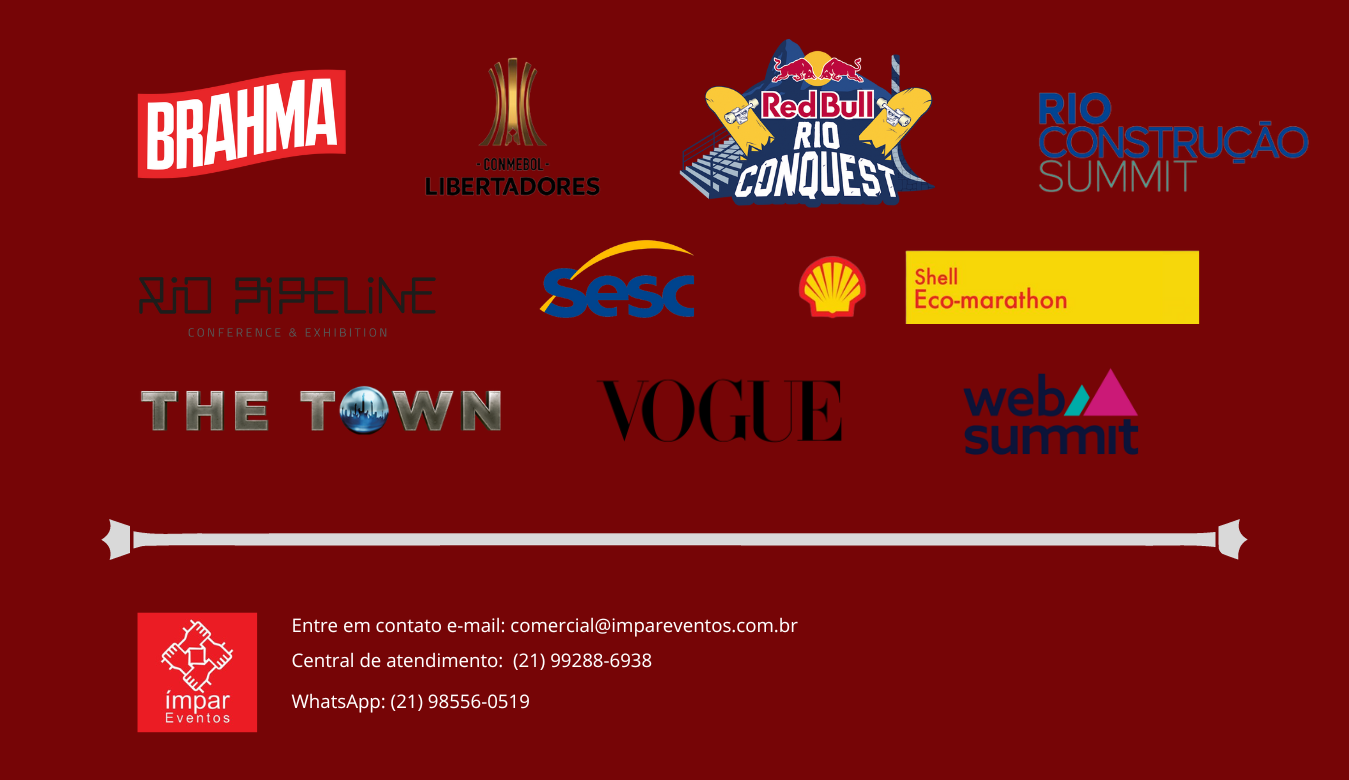 BRAHMA
·CONMEBOL·
LIBERTADORES
Red Bull
RIO
CONQUEST
RIO
CONSTRUÇÃO
SUMMIT
RIO PIPELINE
CONFERENCE & EXHIBITION
Sesc
Shell
Eco-marathon
THE TOWN
VOGUE
web
summit
Entre em contato e-mail: comercial@impareventos.com.br
Central de atendimento: (21) 99288-6938
WhatsApp: (21) 98556-0519
ímpar
Eventos